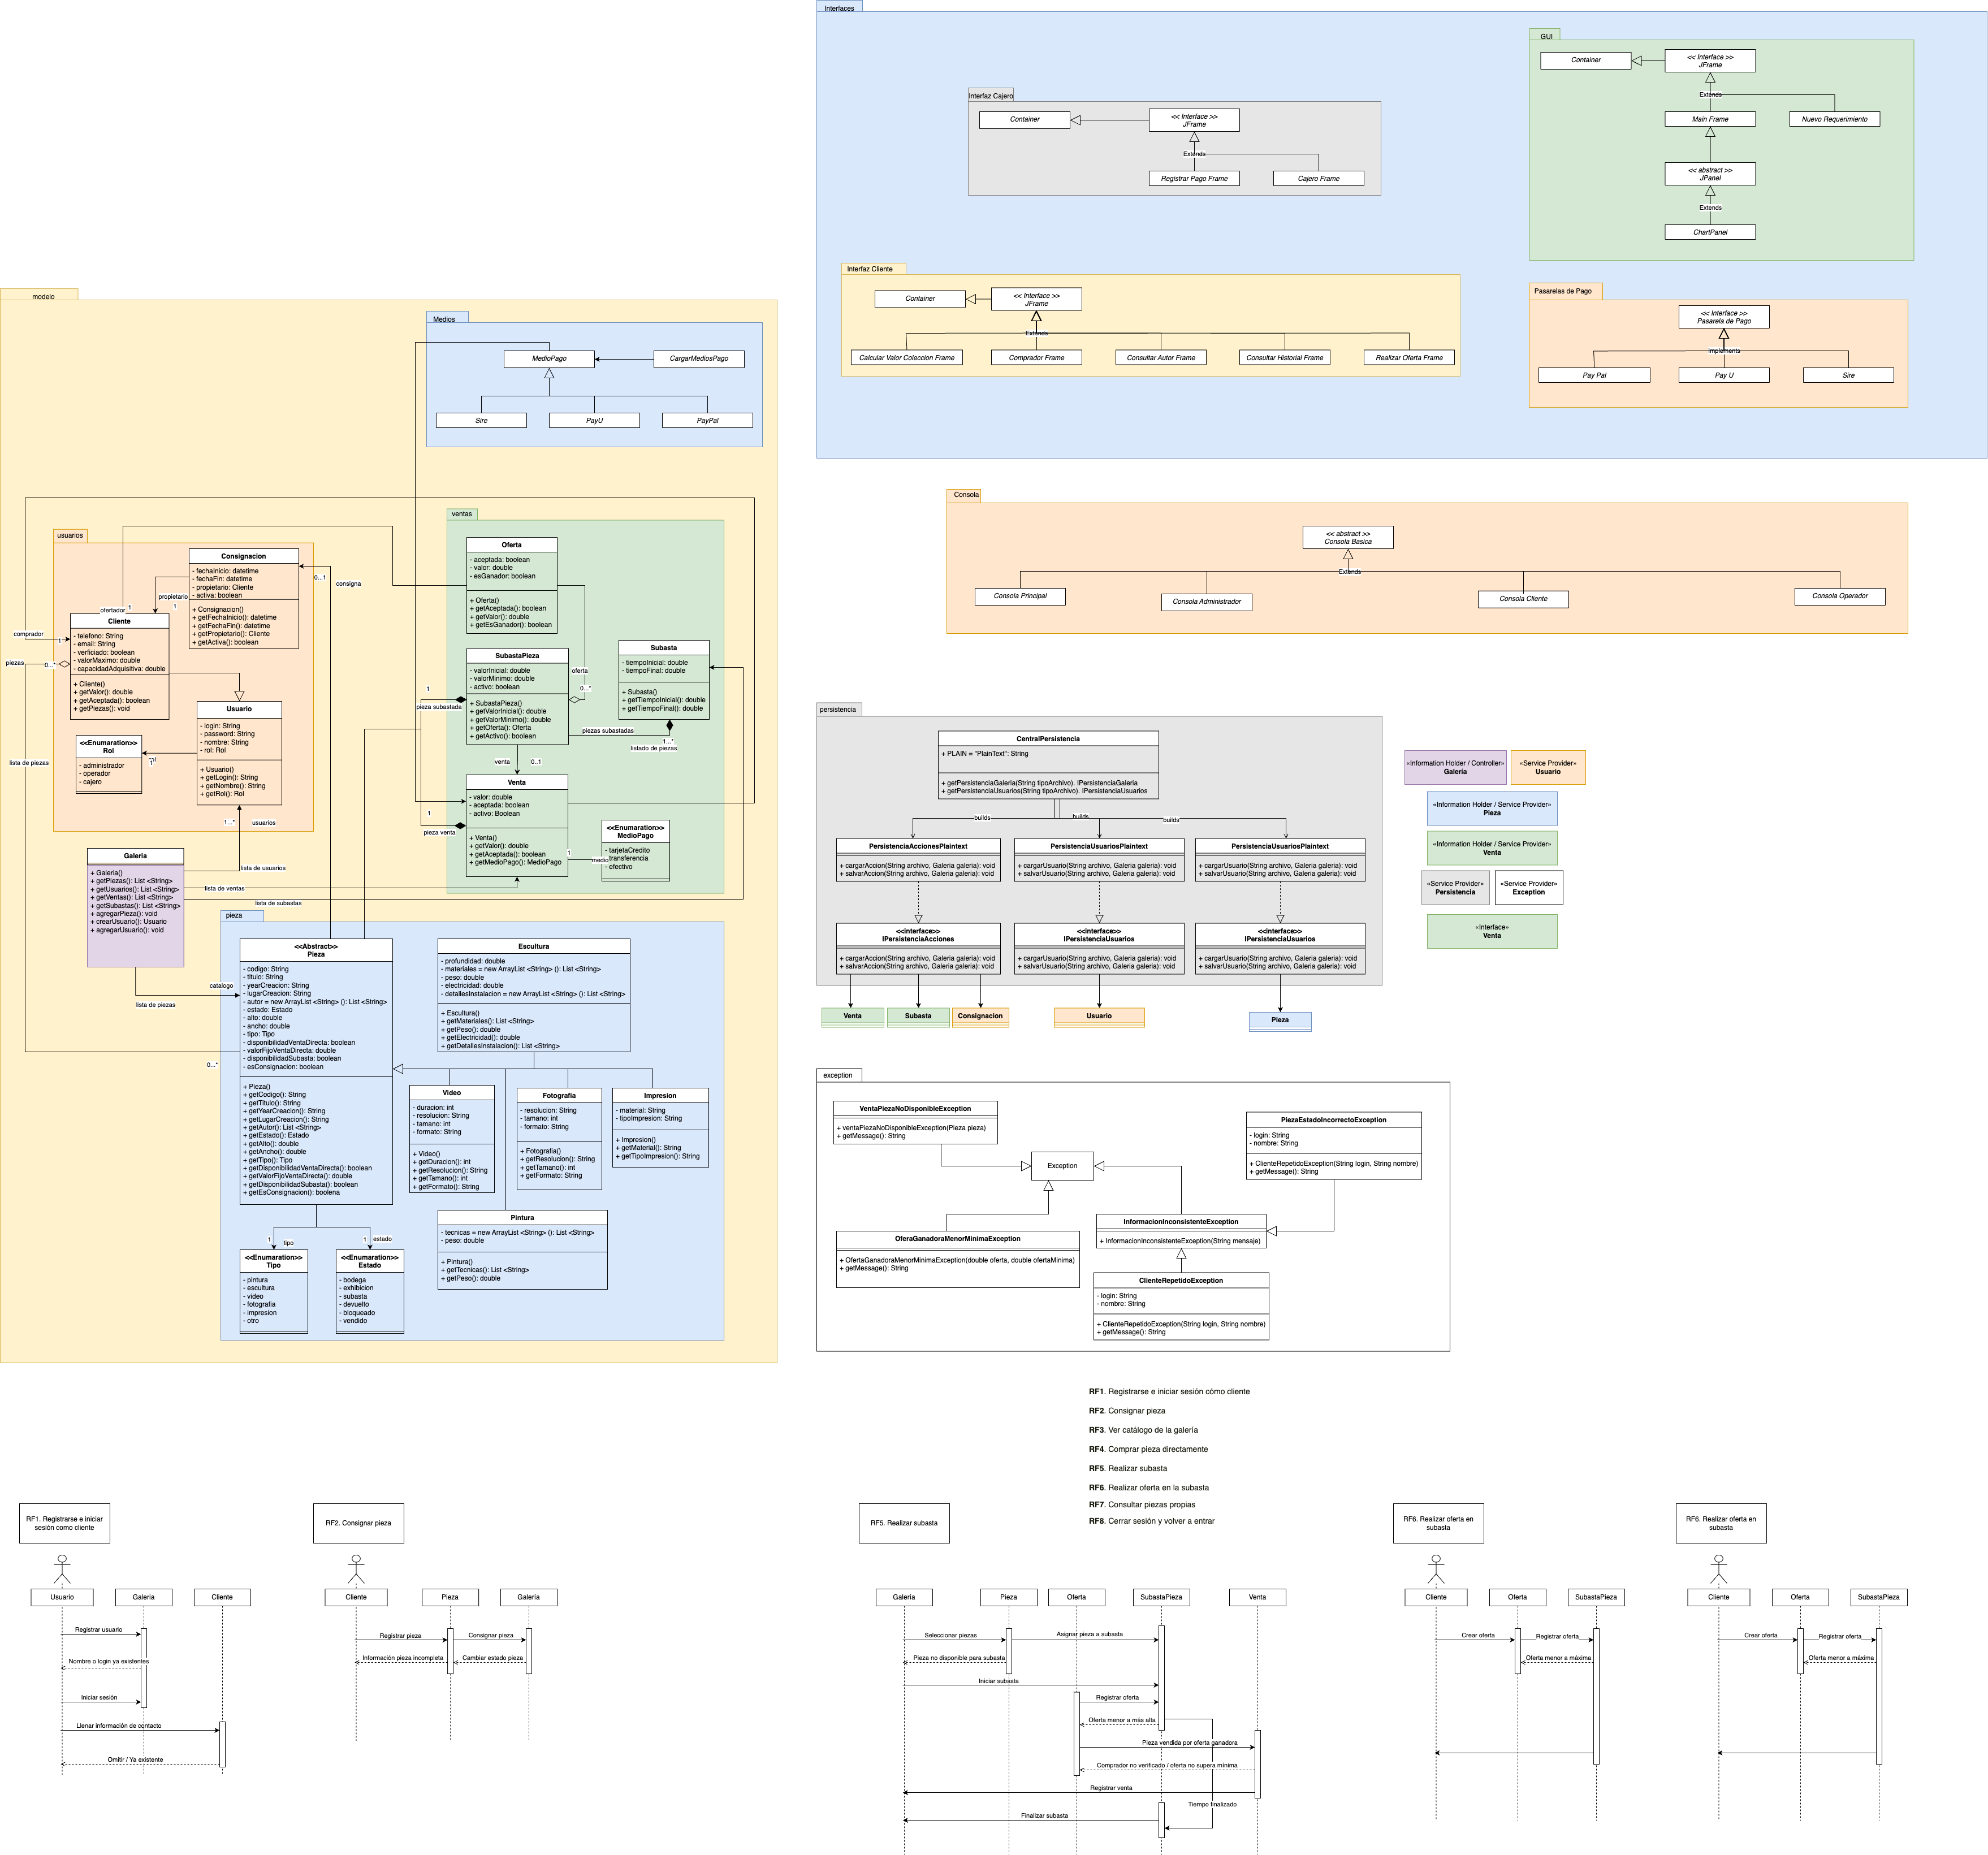 Interfaces
GUI
Container
<< Interface >>
JFrame
Extends
Main Frame
Nuevo Requerimiento
<< abstract >>
JPanel
Extends
ChartPanel
Interfaz Cajero
Container
<< Interface >>
JFrame
Extends
Registrar Pago Frame
Cajero Frame
Interfaz Cliente
Container
<< Interface >>
JFrame
Extends
Calcular Valor Coleccion Frame
Comprador Frame
Consultar Autor Frame
Consultar Historial Frame
Realizar Oferta Frame
Pasarelas de Pago
<< Interface >>
Pasarela de Pago
Implements
Pay Pal
Pay U
Sire
modelo
Medios
MedioPago
CargarMediosPago
Sire
PayU
PayPal
usuarios
Consignacion
- fechaInicio: datetime
- fechaFin: datetime
- propietario: Cliente
- activa: boolean
+ Consignacion()
+ getFechaInicio(): datetime
+ getFechaFin(): datetime
+ getPropietario(): Cliente
+ getActiva(): boolean
0...1
consigna
propietario
1
ofertador
1
comprador
1
piezas
0...*
Cliente
- telefono: String
- email: String
- verficiado: boolean
- valorMaximo: double
- capacidadAdquisitiva: double
+ Cliente()
+ getValor(): double
+ getAceptada(): boolean
+ getPiezas(): void
Usuario
- login: String
- password: String
- nombre: String
- rol: Rol
+ Usuario()
+ getLogin(): String
+ getNombre(): String
+ getRol(): Rol
<<Enumaration>>
Rol
- administrador
- operador
- cajero
rol
1
lista de piezas
1...*
usuarios
lista de usuarios
lista de ventas
lista de subastas
Galeria
+ Galeria()
+ getPiezas(): List <String>
+ getUsuarios(): List <String>
+ getVentas(): List <String>
+ getSubastas(): List <String>
+ agregarPieza(): void
+ crearUsuario(): Usuario
+ agregarUsuario(): void
catalogo
lista de piezas
0...*
ventas
Oferta
- aceptada: boolean
- valor: double
- esGanador: boolean
+ Oferta()
+ getAceptada(): boolean
+ getValor(): double
+ getEsGanador(): boolean
SubastaPieza
- valorInicial: double
- valorMinimo: double
- activo: boolean
+ SubastaPieza()
+ getValorInicial(): double
+ getValorMinimo(): double
+ getOferta(): Oferta
+ getActivo(): boolean
oferta
0...*
Subasta
- tiempoInicial: double
- tiempoFinal: double
+ Subasta()
+ getTiempoInicial(): double
+ getTiempoFinal(): double
piezas subastadas
1...*
listado de piezas
1
pieza subastada
venta
0..1
Venta
- valor: double
- aceptada: boolean
- activo: Boolean
+ Venta()
+ getValor(): double
+ getAceptada(): boolean
+ getMedioPago(): MedioPago
1
pieza venta
1
medio
<<Enumaration>>
MedioPago
- tarjetaCredito
transferencia
- efectivo
pieza
<<Abstract>>
Pieza
- codigo: String
- titulo: String
- yearCreacion: String
- lugarCreacion: String
- autor = new ArrayList <String> (): List <String>
- estado: Estado
- alto: double
- ancho: double
- tipo: Tipo
- disponibilidadVentaDirecta: boolean
- valorFijoVentaDirecta: double
- disponibilidadSubasta: boolean
- esConsignacion: boolean
+ Pieza()
+ getCodigo(): String
+ getTitulo(): String
+ getYearCreacion(): String
+ getLugarCreacion(): String
+ getAutor(): List <String>
+ getEstado(): Estado
+ getAlto(): double
+ getAncho(): double
+ getTipo(): Tipo
+ getDisponibilidadVentaDirecta(): boolean
+ getValorFijoVentaDirecta(): double
+ getDisponibilidadSubasta(): boolean
+ getEsConsignacion(): boolena
Escultura
- profundidad: double
- materiales = new ArrayList <String> (): List <String>
- peso: double
- electricidad: double
- detallesInstalacion = new ArrayList <String> (): List <String>
+ Escultura()
+ getMateriales(): List <String>
+ getPeso(): double
+ getElectricidad(): double
+ getDetallesInstalacion(): List <String>
Video
- duracion: int
- resolucion: String
- tamano: int
- formato: String
+ Video()
+ getDuracion(): int
+ getResolucion(): String
+ getTamano(): int
+ getFormato(): String
Fotografia
- resolucion: String
- tamano: int
- formato: String
+ Fotografia()
+ getResolucion(): String
+ getTamano(): int
+ getFormato: String
Impresion
- material: String
- tipoImpresion: String
+ Impresion()
+ getMaterial(): String
+ getTipoImpresion(): String
Pintura
- tecnicas = new ArrayList <String> (): List <String>
- peso: double
+ Pintura()
+ getTecnicas(): List <String>
+ getPeso(): double
1
tipo
1
estado
<<Enumaration>>
Tipo
- pintura
- escultura
- video
- fotografia
- impresion
- otro
<<Enumaration>>
Estado
- bodega
- exhibicion
- subasta
- devuelto
- bloqueado
- vendido
Consola
<< abstract >>
Consola Basica
Extends
Consola Principal
Consola Administrador
Consola Cliente
Consola Operador
persistencia
CentralPersistencia
+ PLAIN = "PlainText": String
+ getPersistenciaGaleria(String tipoArchivo). IPersistenciaGaleria
+ getPersistenciaUsuarios(String tipoArchivo). IPersistenciaUsuarios
builds
builds
builds
PersistenciaAccionesPlaintext
+ cargarAccion(String archivo, Galeria galeria): void
+ salvarAccion(String archivo, Galeria galeria): void
PersistenciaUsuariosPlaintext
+ cargarUsuario(String archivo, Galeria galeria): void
+ salvarUsuario(String archivo, Galeria galeria): void
PersistenciaUsuariosPlaintext
+ cargarUsuario(String archivo, Galeria galeria): void
+ salvarUsuario(String archivo, Galeria galeria): void
<<interface>>
IPersistenciaAcciones
+ cargarAccion(String archivo, Galeria galeria): void
+ salvarAccion(String archivo, Galeria galeria): void
<<interface>>
IPersistenciaUsuarios
+ cargarUsuario(String archivo, Galeria galeria): void
+ salvarUsuario(String archivo, Galeria galeria): void
<<interface>>
IPersistenciaUsuarios
+ cargarUsuario(String archivo, Galeria galeria): void
+ salvarUsuario(String archivo, Galeria galeria): void
Venta
Subasta
Consignacion
Usuario
Pieza
«Information Holder / Controller»
Galería
«Service Provider»
Usuario
«Information Holder / Service Provider»
Pieza
«Information Holder / Service Provider»
Venta
«Service Provider»
Persistencia
«Service Provider»
Exception
«Interface»
Venta
exception
VentaPiezaNoDisponibleException
+ ventaPiezaNoDisponibleException(Pieza pieza)
+ getMessage(): String
Exception
PiezaEstadoIncorrectoException
- login: String
- nombre: String
+ ClienteRepetidoException(String login, String nombre)
+ getMessage(): String
OferaGanadoraMenorMinimaException
+ OfertaGanadoraMenorMinimaException(double oferta, double ofertaMinima)
+ getMessage(): String
InformacionInconsistenteException
+ InformacionInconsistenteException(String mensaje)
ClienteRepetidoException
- login: String
- nombre: String
+ ClienteRepetidoException(String login, String nombre)
+ getMessage(): String
RF1. Registrarse e iniciar sesión cómo cliente
RF2. Consignar pieza
RF3. Ver catálogo de la galería
RF4. Comprar pieza directamente
RF5. Realizar subasta
RF6. Realizar oferta en la subasta
RF7. Consultar piezas propias
RF8. Cerrar sesión y volver a entrar
RF1. Registrarse e iniciar
sesión como cliente
Usuario
Galería
Cliente
Registrar usuario
Nombre o login ya existentes
Iniciar sesión
Llenar información de contacto
Omitir / Ya existente
RF2. Consignar pieza
Cliente
Pieza
Galería
Registrar pieza
Consignar pieza
Información pieza incompleta
Cambiar estado pieza
RF5. Realizar subasta
Galería
Pieza
Oferta
SubastaPieza
Venta
Seleccionar piezas
Asignar pieza a subasta
Pieza no disponible para subasta
Iniciar subasta
Registrar oferta
Oferta menor a más alta
Pieza vendida por oferta ganadora
Comprador no verificado / oferta no supera mínima
Registrar venta
Tiempo finalizado
Finalizar subasta
RF6. Realizar oferta en
subasta
Cliente
Oferta
SubastaPieza
Crear oferta
Registrar oferta
Oferta menor a máxima
RF6. Realizar oferta en
subasta
Cliente
Oferta
SubastaPieza
Crear oferta
Registrar oferta
Oferta menor a máxima